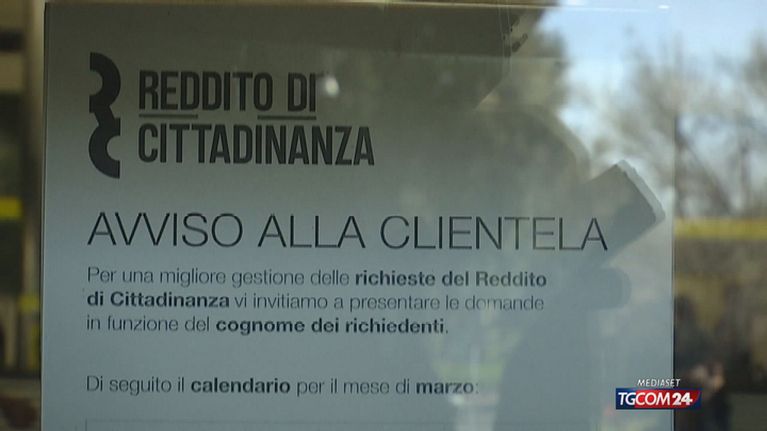 REDDITO DI
CITTADINANZA
AVVISO ALLA CLIENTELA
Per una migliore gestione delle richieste del Reddito
di Cittadinanza vi invitiamo a presentare le domande
in funzione del cognome dei richiedenti.
Di seguito il calendario per il mese di marzo:
MEDIASET
TGCOM24